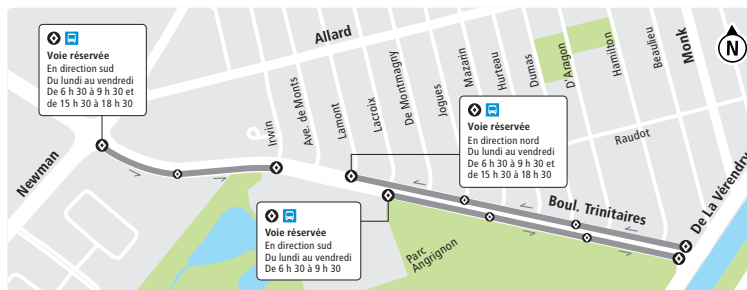 Voie réservée
En direction sud
Du lundi au vendredi
De 6 h 30 à 9 h 30 et
de 15 h 30 à 18 h 30
Allard
Newman
Irwin
Ave. de Monts
Lamont
Lacroix
De Montmagny
Jogues
Mazarin
Hurteau
Dumas
D'Aragon
Hamilton
Beaulieu
Monk
N
Voie réservée
En direction nord
Du lundi au vendredi
De 6 h 30 à 9 h 30 et
de 15 h 30 à 18 h 30
Raudot
Boul. Trinitaires
De La Vérendrye
Voie réservée
En direction sud
Du lundi au vendredi
De 6 h 30 à 9 h 30
Parc
Angrignon